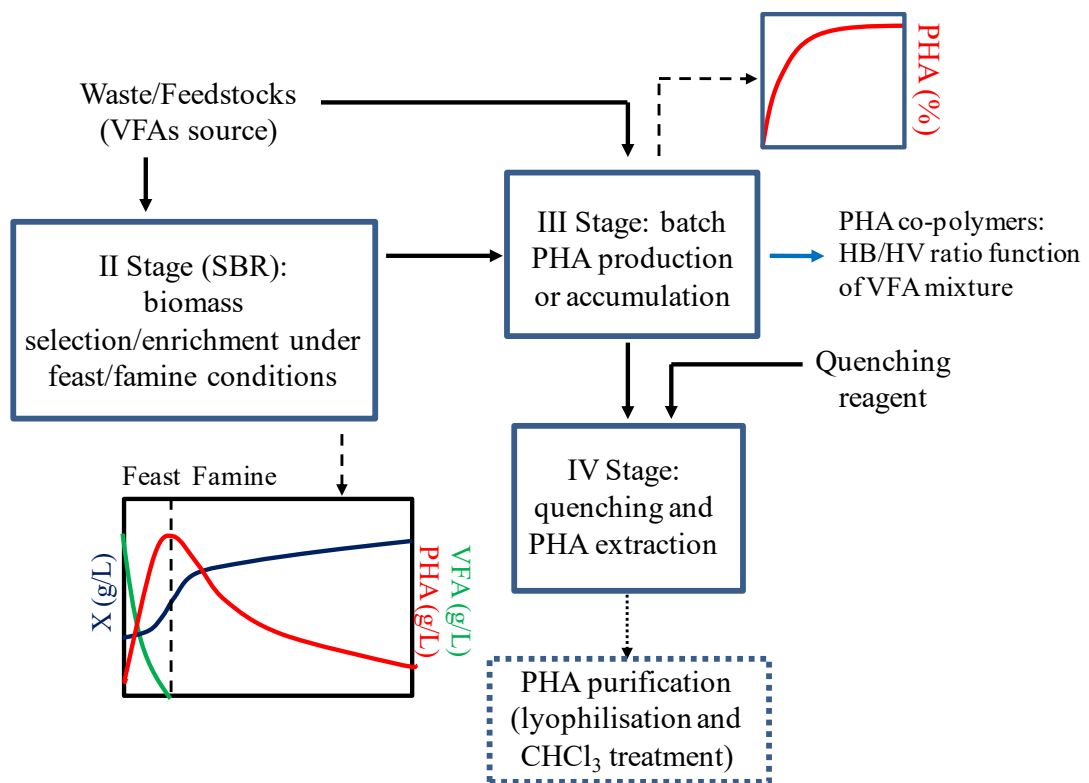 Waste/Feedstocks
(VFAs source)
PHA (%)
III Stage: batch
PHA production
or accumulation
PHA co-polymers:
HB/HV ratio function
of VFA mixture
II Stage (SBR):
biomass
selection/enrichment under
feast/famine conditions
Quenching
reagent
IV Stage:
quenching and
PHA extraction
Feast Famine
X (g/L)
PHA (g/L)
VFA (g/L)
PHA purification
(lyophilisation and
CHCl₃ treatment)